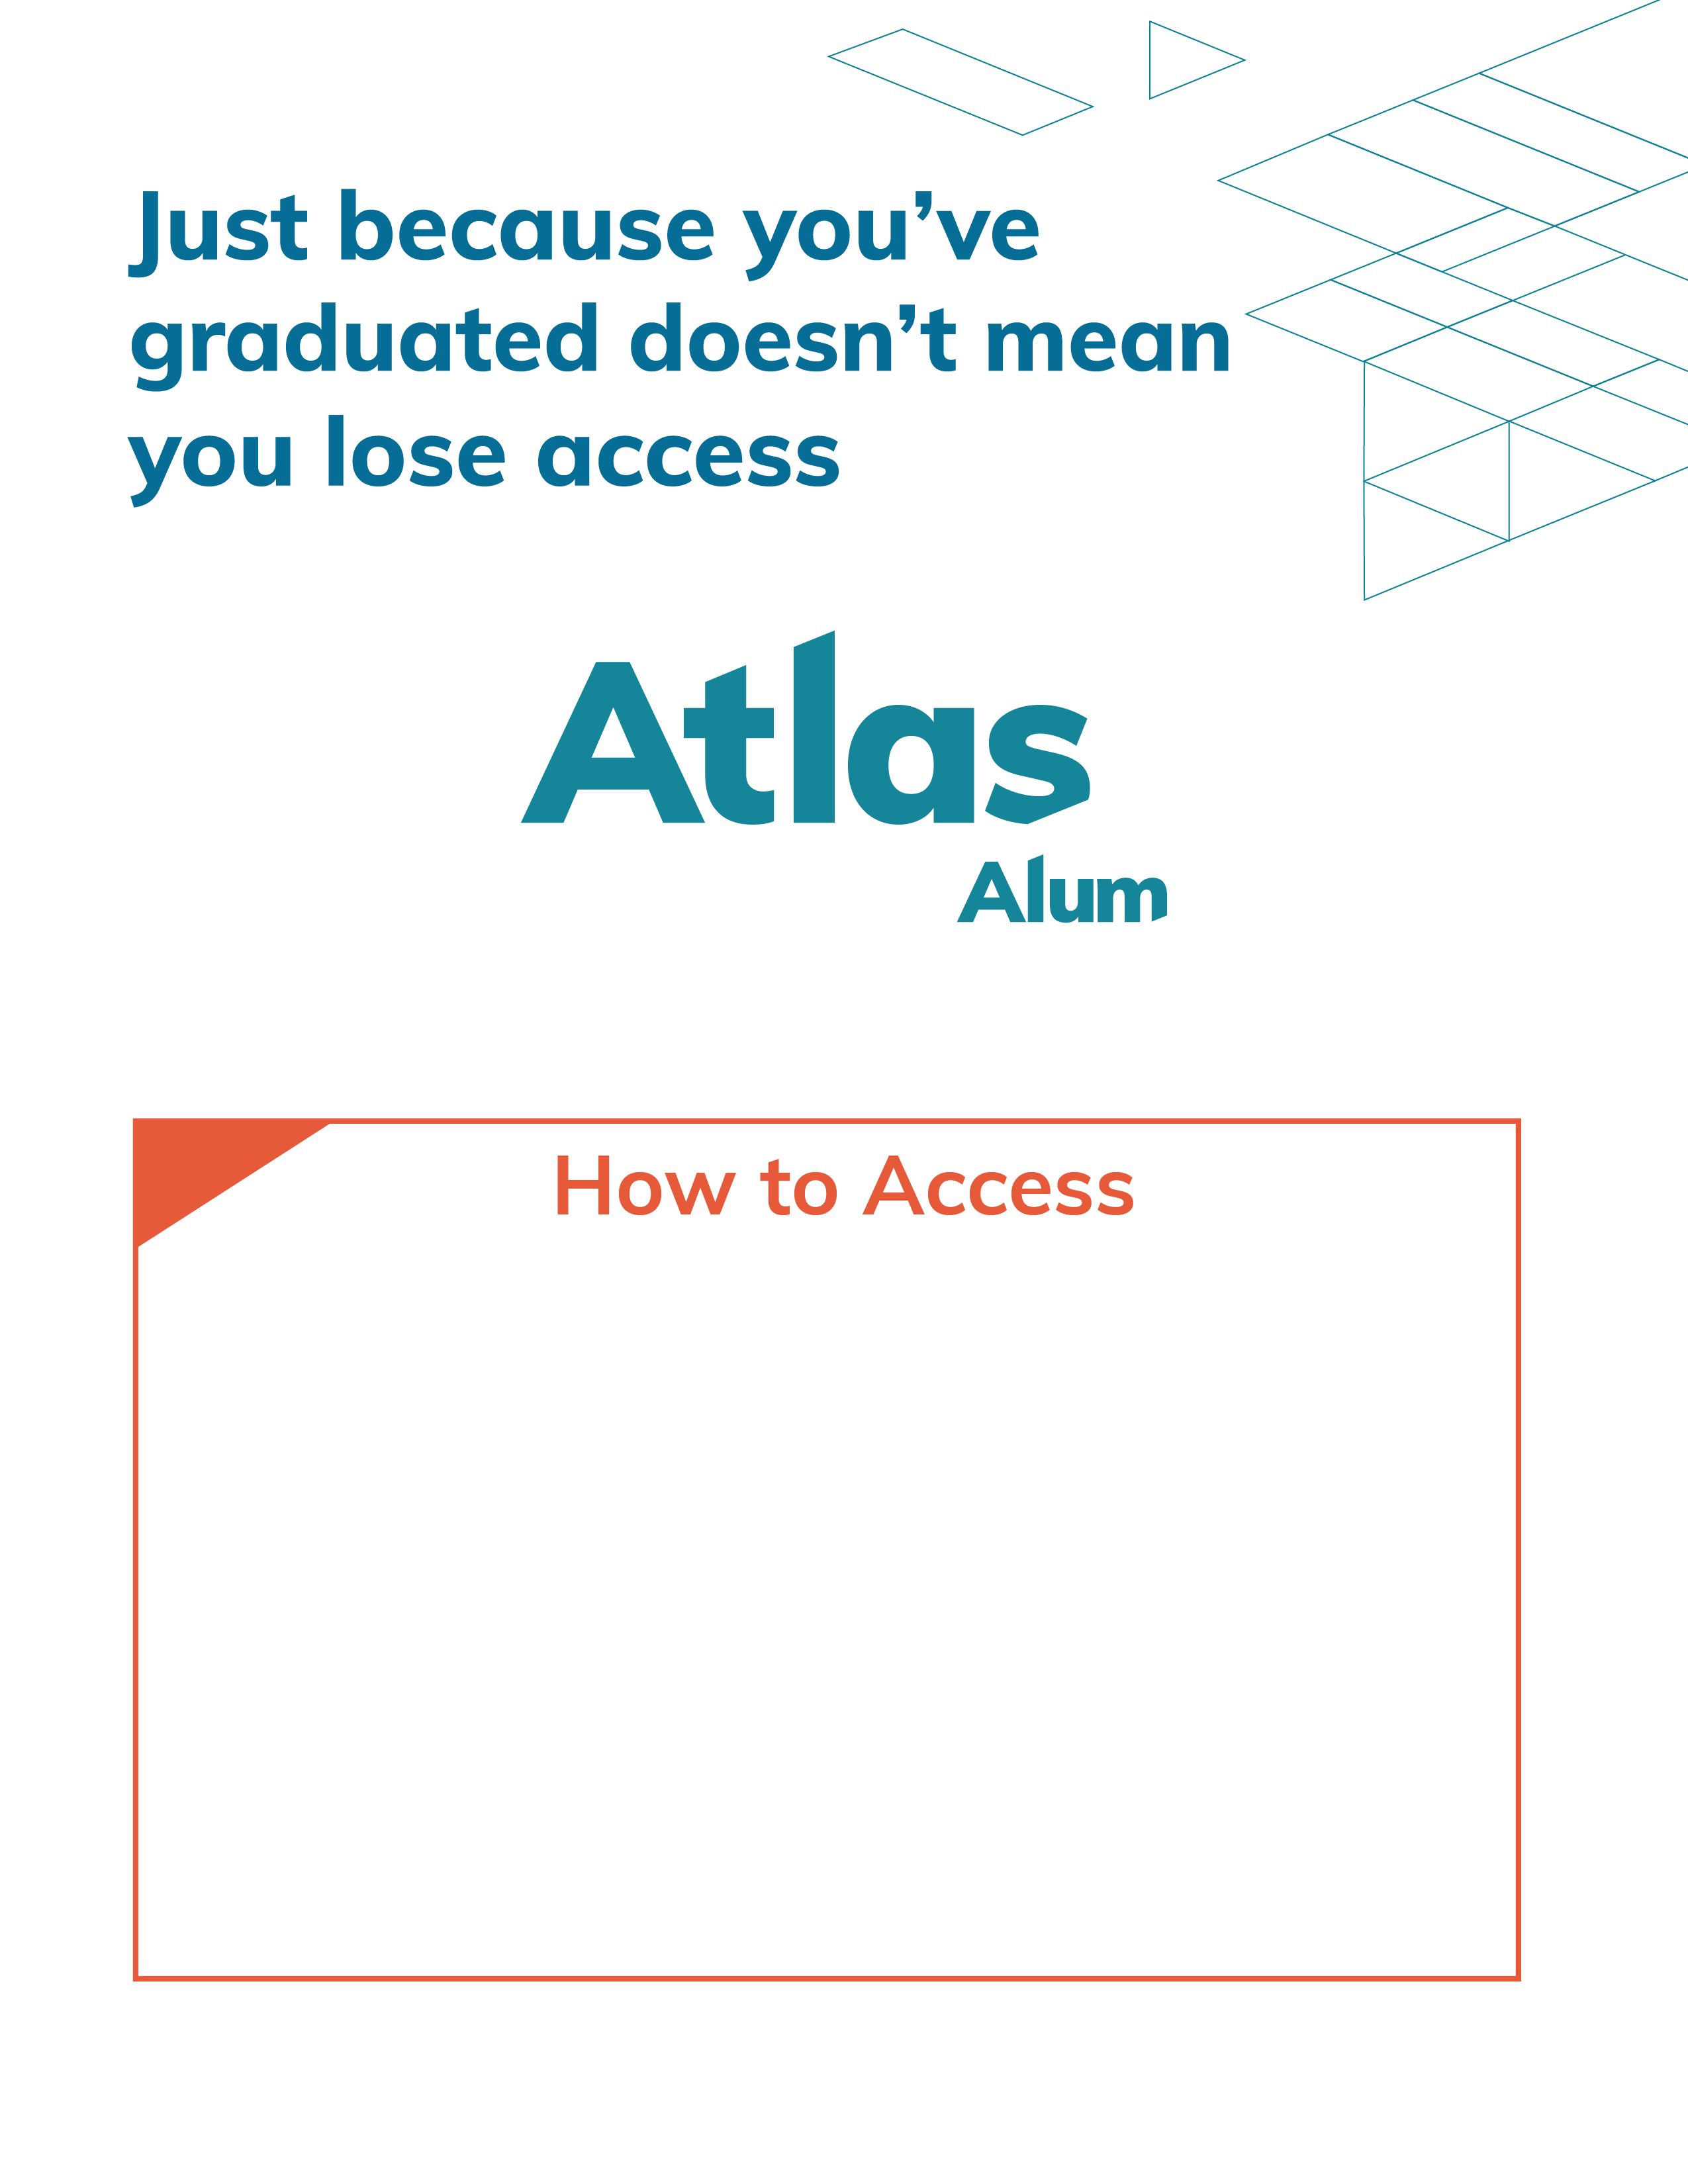 Just because you’ve
graduated doesn’t mean
you lose access
Atlas
Alum
How to Access